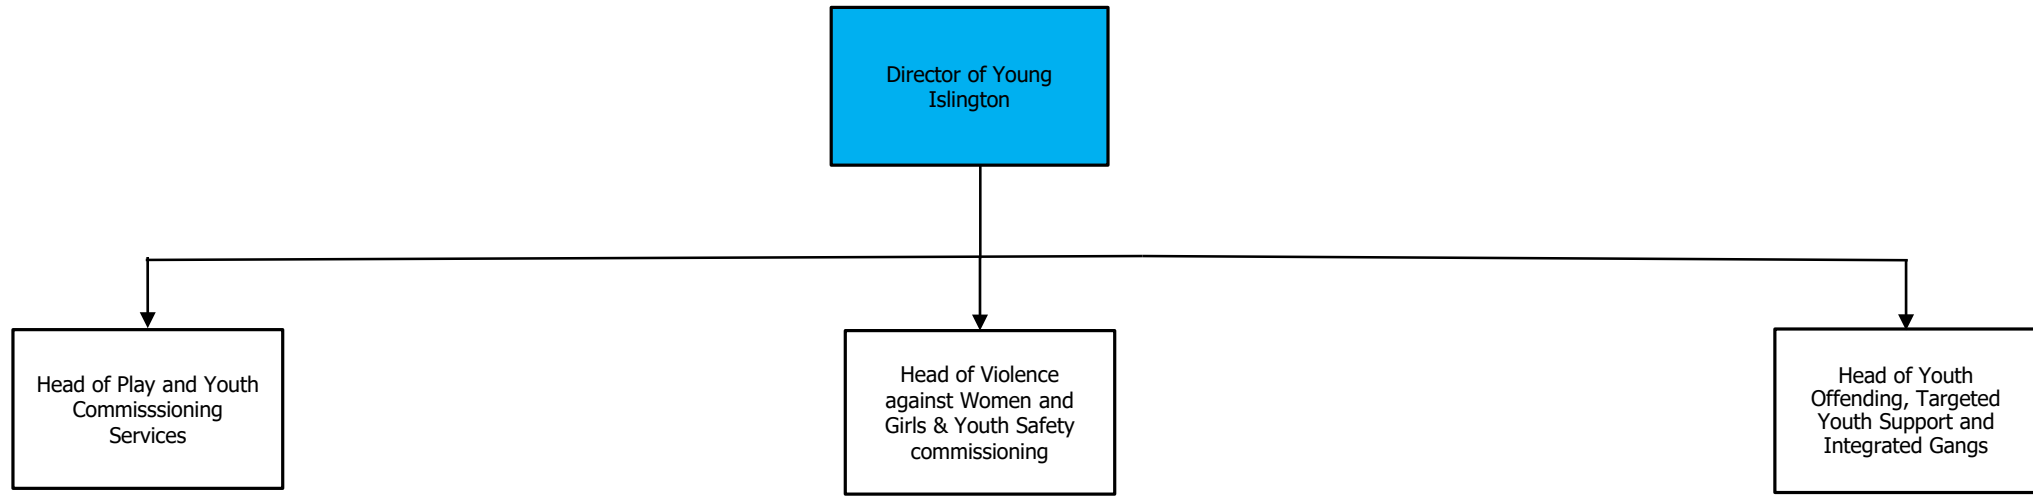 Director of Young
Islington
Head of Play and Youth
Commisssioning
Services
Head of Violence
against Women and
Girls & Youth Safety
commissioning
Head of Youth
Offending, Targeted
Youth Support and
Integrated Gangs